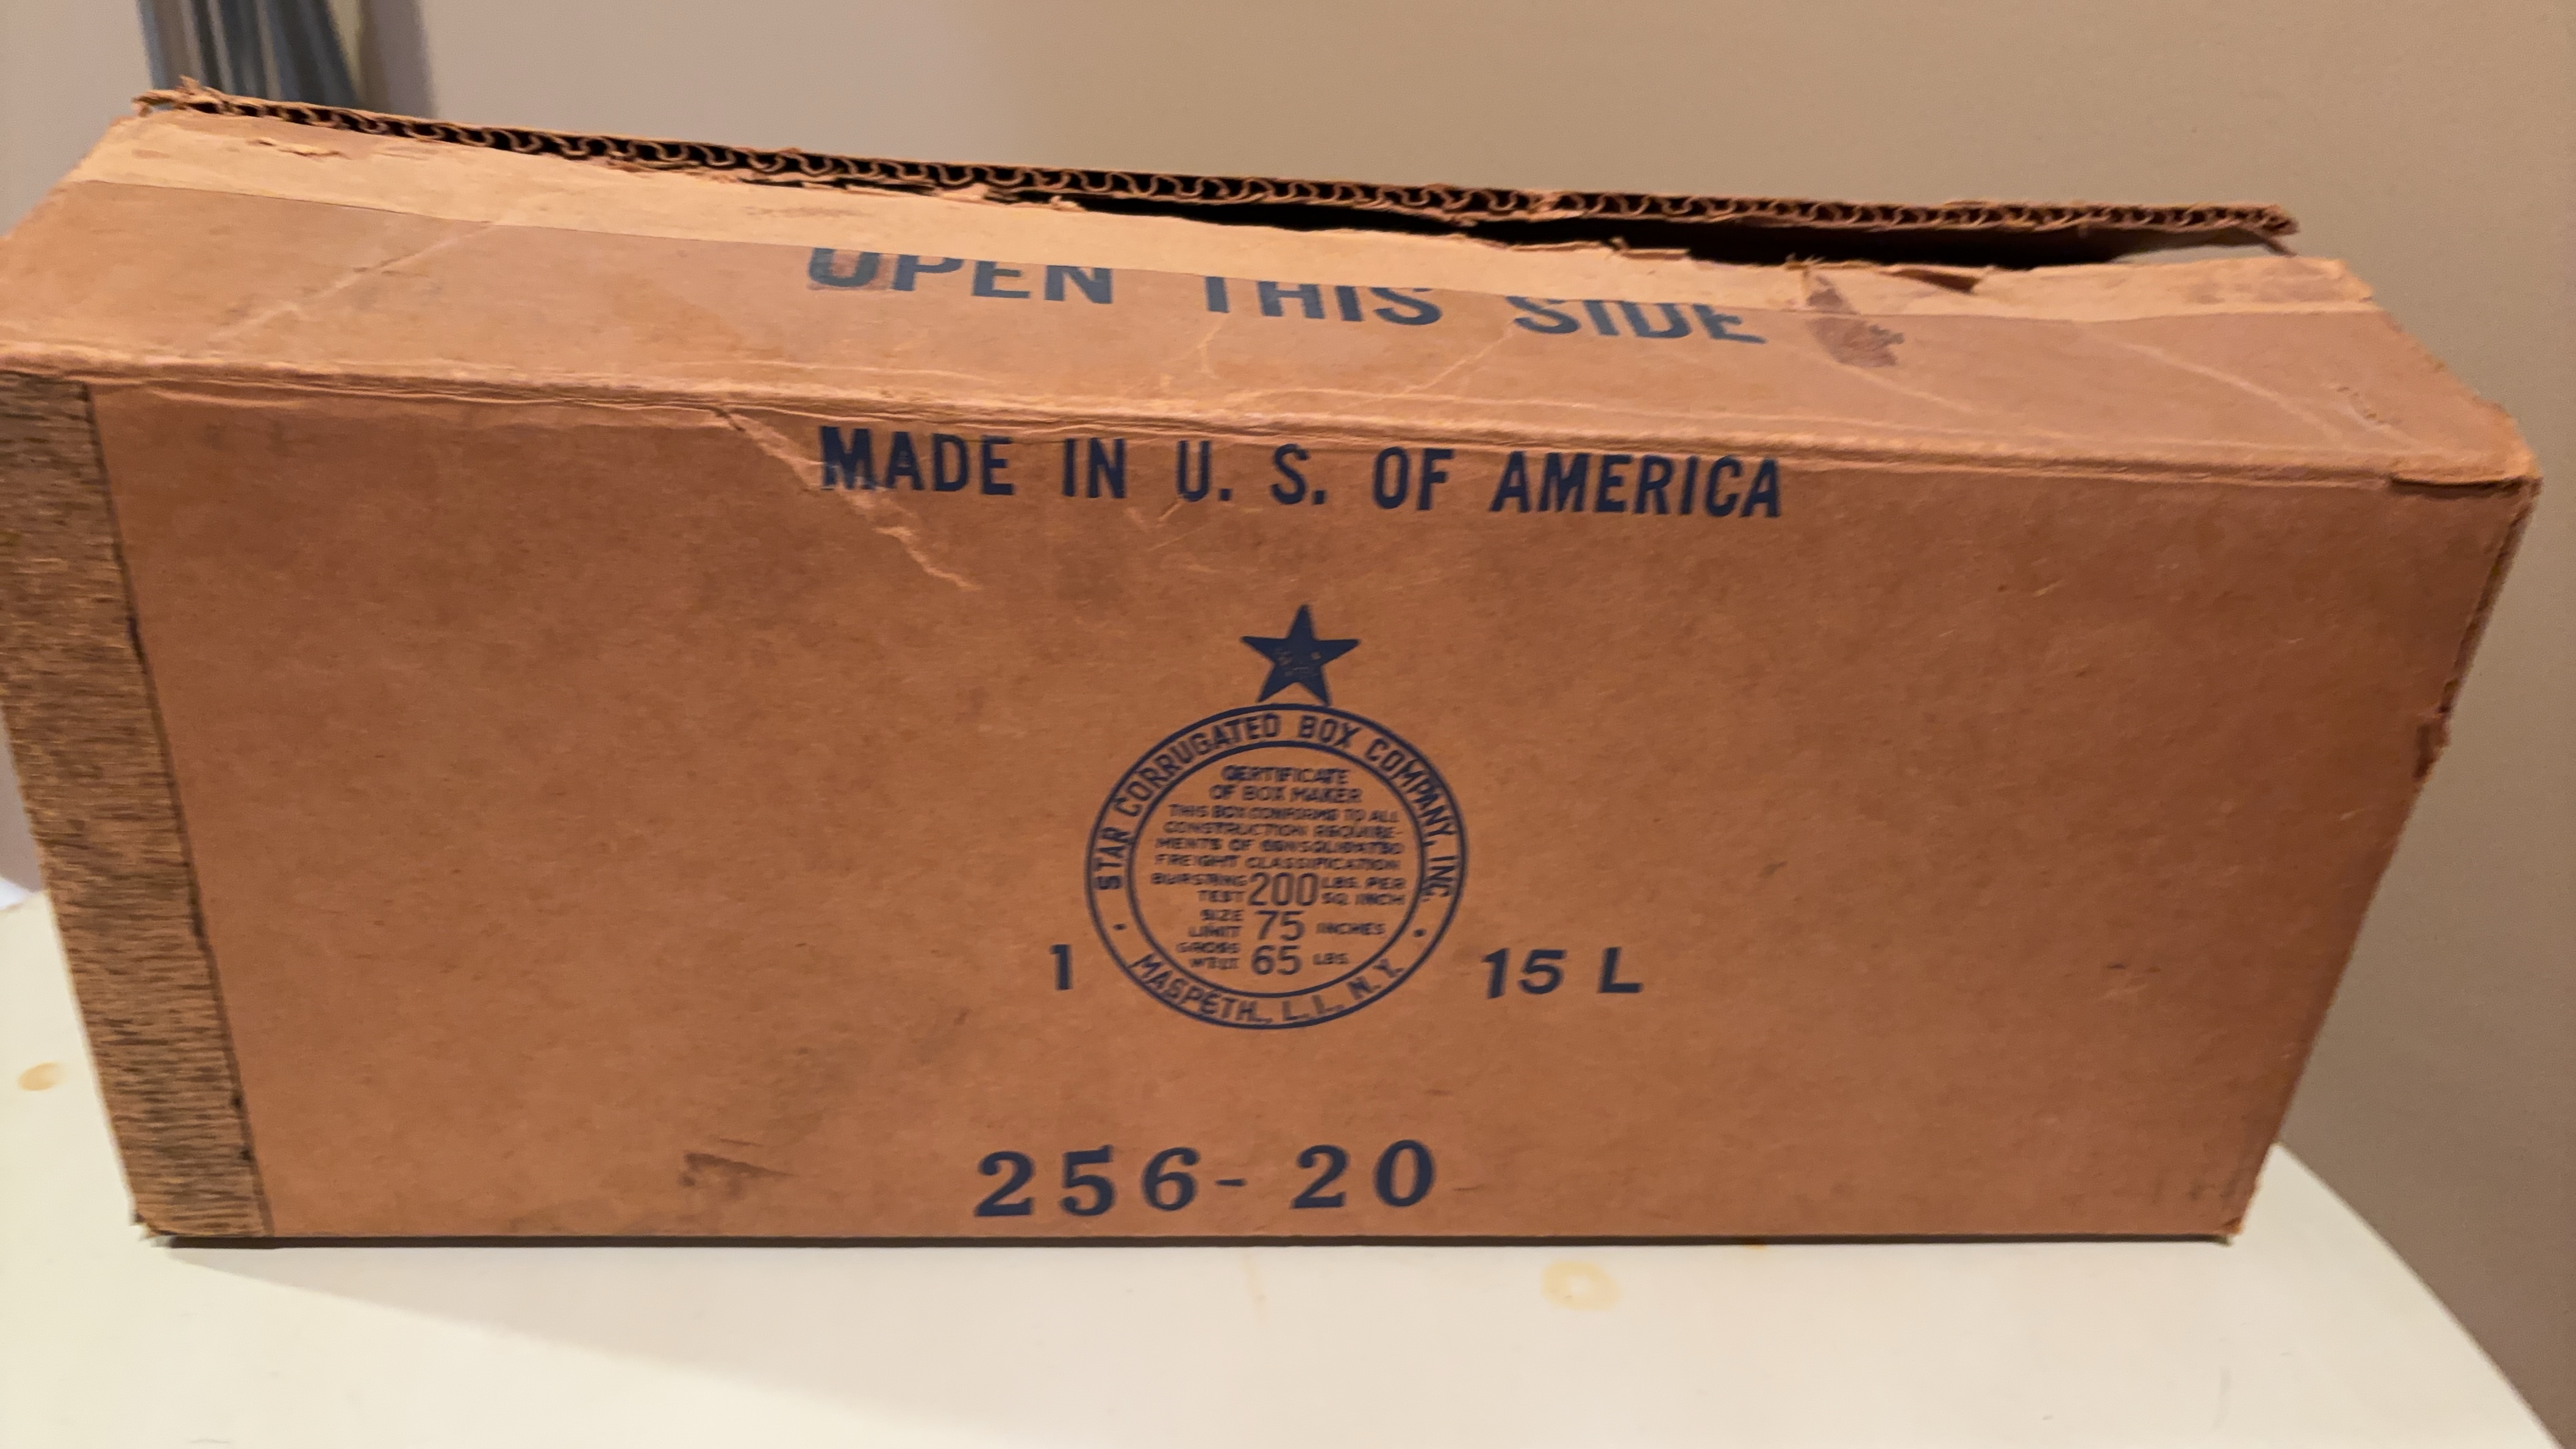 OPEN THIS SIDE
MADE IN U. S. OF AMERICA
STAR CORRUGATED BOX COMPANY, INC.
CERTIFICATE
OF BOX MAKER
THIS BOX CONFORMS TO ALL
CONSTRUCTION REQUIRE-
MENTS OF CONSOLIDATED
FREIGHT CLASSIFICATION
BURSTING TEST 200 LBS. PER SQ. INCH
SIZE LIMIT 75 INCHES
GROSS WT. LT. 65 LBS.
MASPETH, L.I., N.Y.
1 15 L
256-20